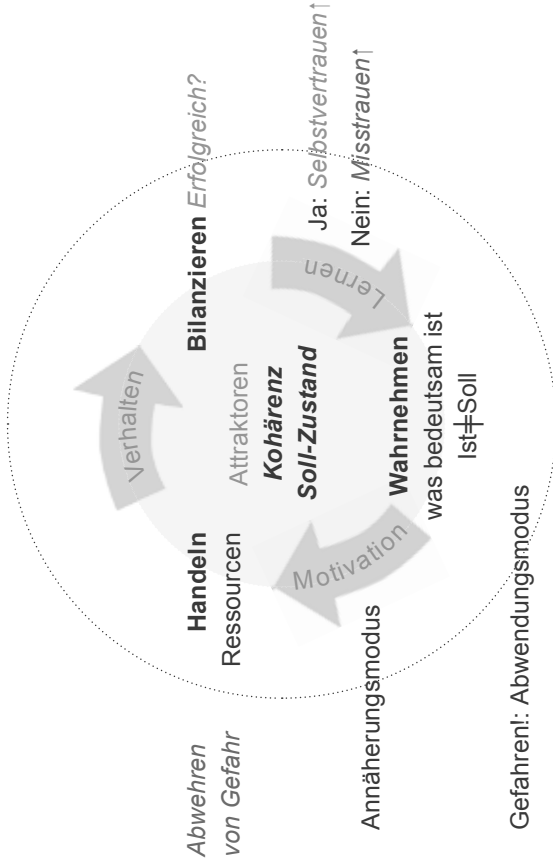 Verhalten
Handeln
Ressourcen
Bilanzieren Erfolgreich?
Attraktoren
Kohärenz
Soll-Zustand
Abwehren
von Gefahr
Ja: Selbstvertrauen↑
Nein: Misstrauen↑
Lernen
Motivation
Wahrnehmen
was bedeutsam ist
Ist≠Soll
Annäherungsmodus
Gefahren!: Abwendungsmodus